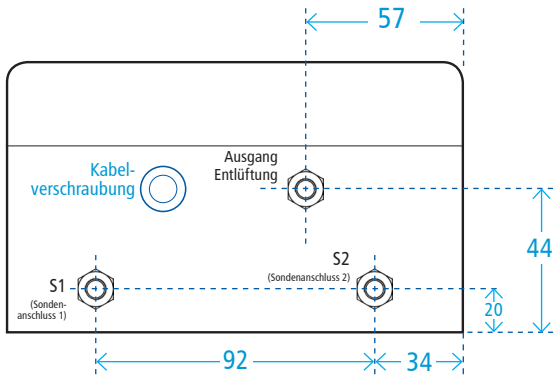 57
Ausgang
Entlüftung
Kabel-
verschraubung
44
S2
(Sondenanschluss 2)
S1
(Sonden-
anschluss 1)
20
92
34